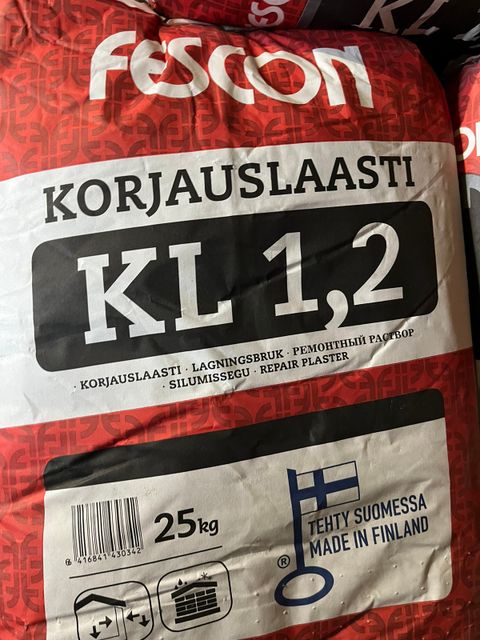 FESCON
KORJAUSLAASTI
KL 1,2
· KORJAUSLAASTI · LAGNINGSBRUK · РЕМОНТНЫЙ РАСТВОР
· SILUMISSEGU · REPAIR PLASTER
25kg
6 416841 430342
TEHTY SUOMESSA
MADE IN FINLAND
®